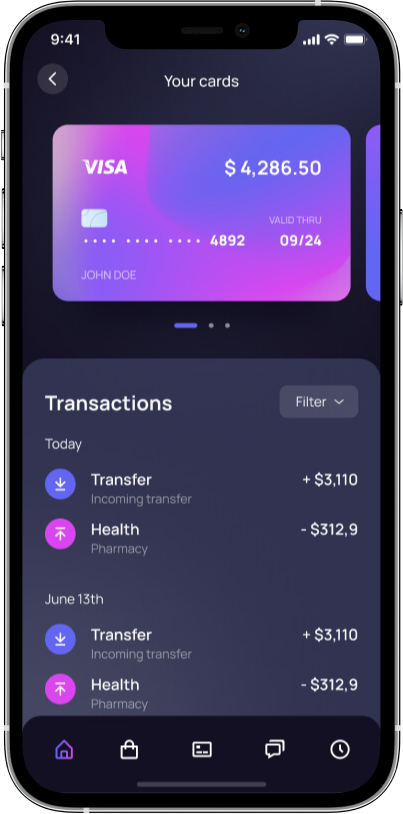 9:41
Your cards
VISA
$ 4,286.50
VALID THRU
•••• •••• •••• 4892 09/24
JOHN DOE
Transactions
Filter
Today
Transfer + $3,110
Incoming transfer
Health - $312,9
Pharmacy
June 13th
Transfer + $3,110
Incoming transfer
Health - $312,9
Pharmacy